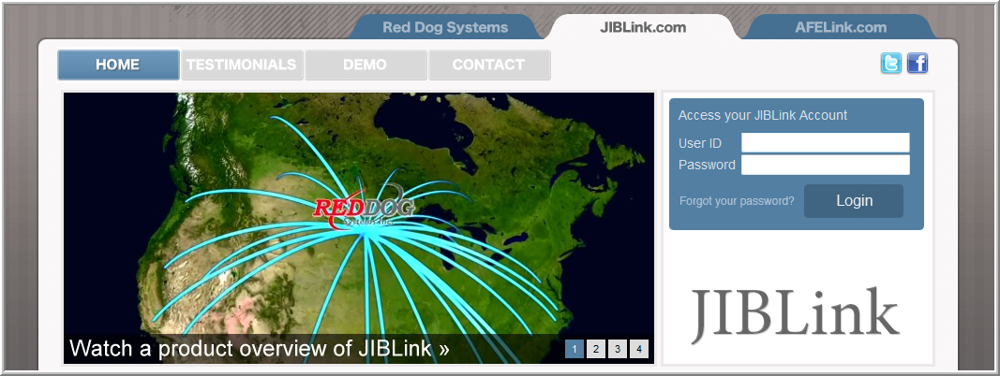 Red Dog Systems
JIBLink.com
AFELink.com
HOME
TESTIMONIALS
DEMO
CONTACT
Access your JIBLink Account
User ID
Password
Forgot your password?
Login
REDDOG
Systems Inc.
Watch a product overview of JIBLink »
1 2 3 4
JIBLink